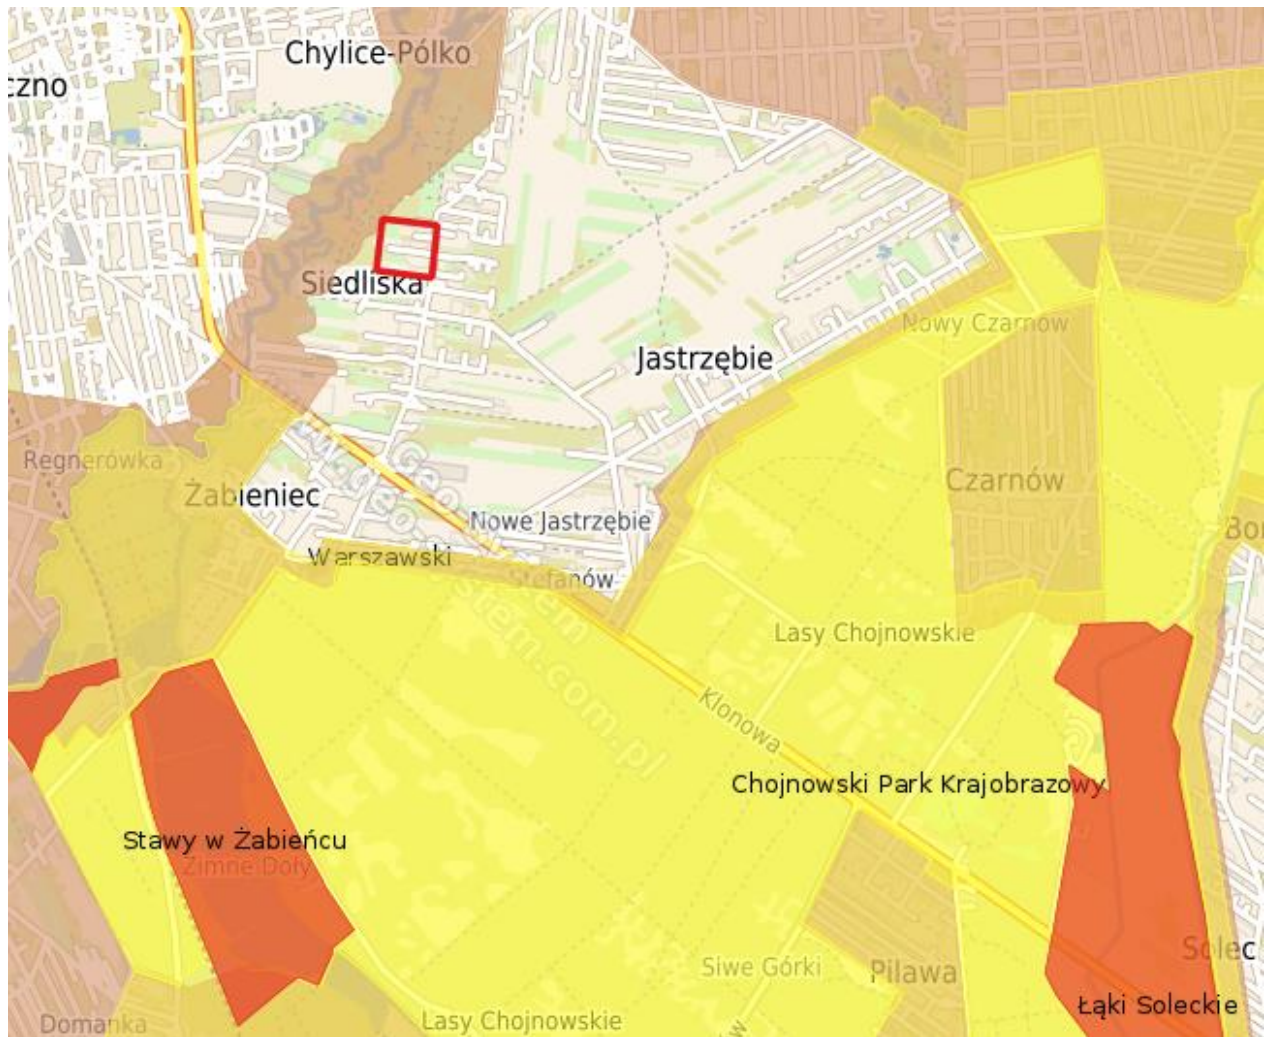 Chylice-Pólko
czno
Siedliska
Nowy Czarnów
Jastrzębie
Regnerówka
Czarnów
Żabieniec
Nowe Jastrzębie
Warszawski
Stefanów
Lasy Chojnowskie
Klonowa
Chojnowski Park Krajobrazowy
Stawy w Żabieńcu
Zimne Doły
Solec
Siwe Górki
Pilawa
Łąki Soleckie
Lasy Chojnowskie
Domanka